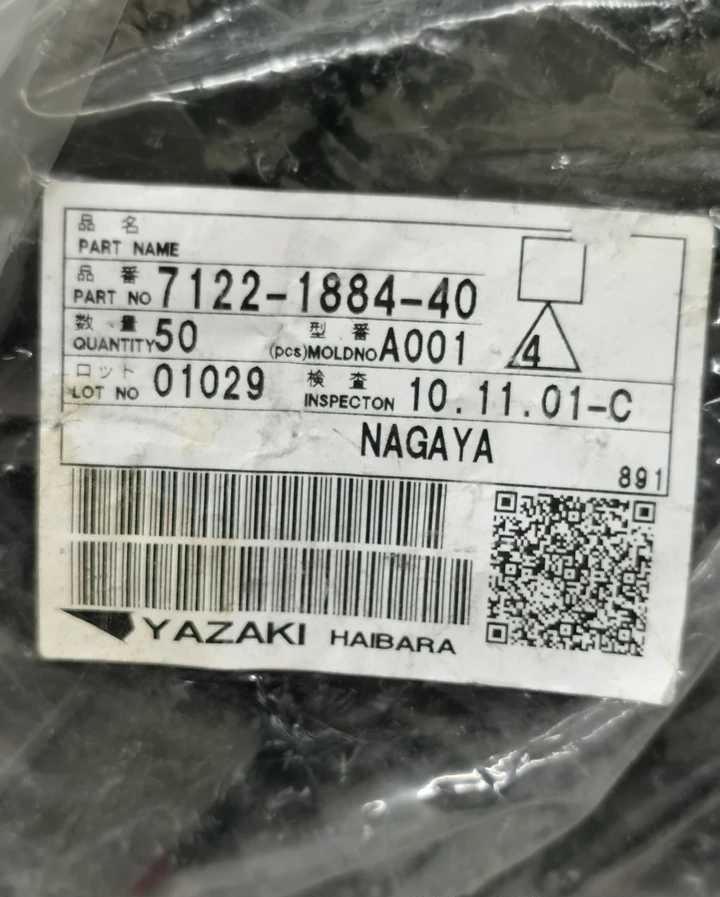 品 名
PART NAME
品 番
PART NO 7122-1884-40
数 量
QUANTITY 50 (pcs)
型 番
MOLDNO A001
4
ロット
LOT NO 01029
検 査
INSPECTON 10.11.01-C
NAGAYA
891
YAZAKI HAIBARA